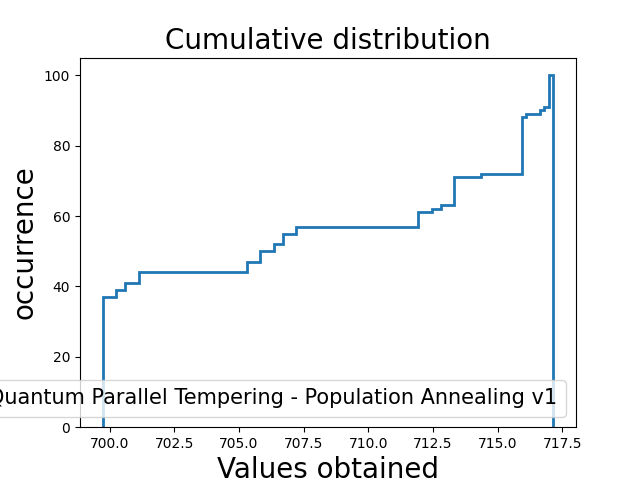 Cumulative distribution
occurrence
100
80
60
40
20
0
Quantum Parallel Tempering - Population Annealing v1
700.0 702.5 705.0 707.5 710.0 712.5 715.0 717.5
Values obtained